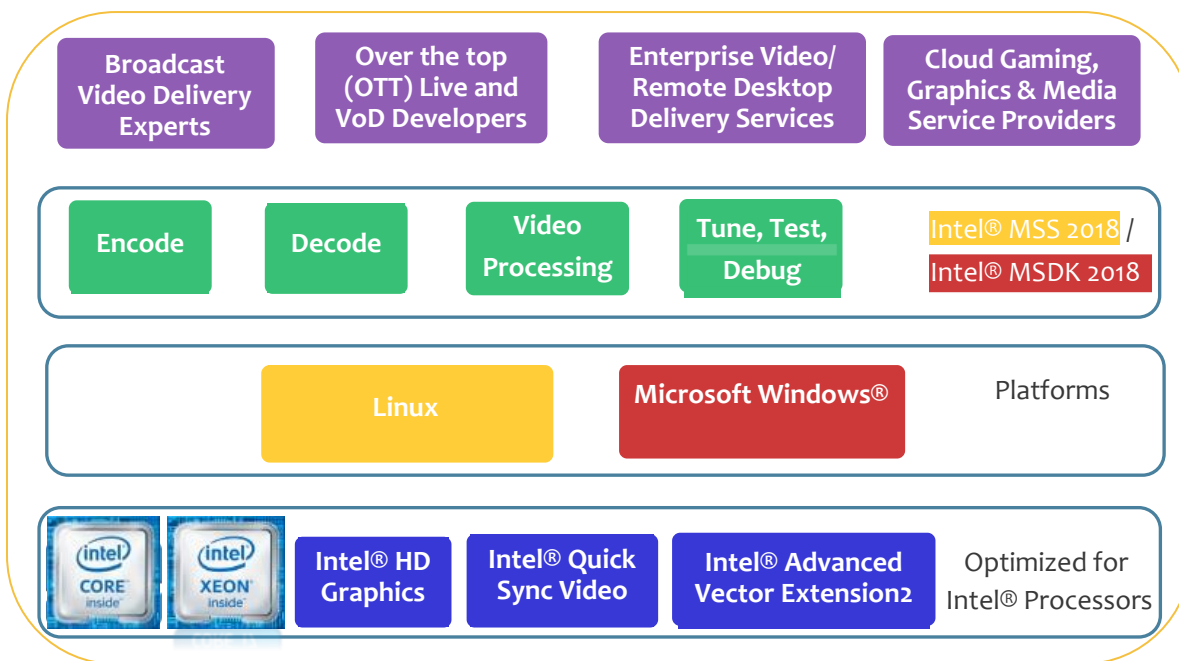 Broadcast
Video Delivery
Experts
Over the top
(OTT) Live and
VoD Developers
Enterprise Video/
Remote Desktop
Delivery Services
Cloud Gaming,
Graphics & Media
Service Providers
Encode
Decode
Video
Processing
Tune, Test,
Debug
Intel® MSS 2018 /
Intel® MSDK 2018
Linux
Microsoft Windows®
Platforms
intel
CORE
inside
intel
XEON
inside
Intel® HD
Graphics
Intel® Quick
Sync Video
Intel® Advanced
Vector Extension2
Optimized for
Intel® Processors